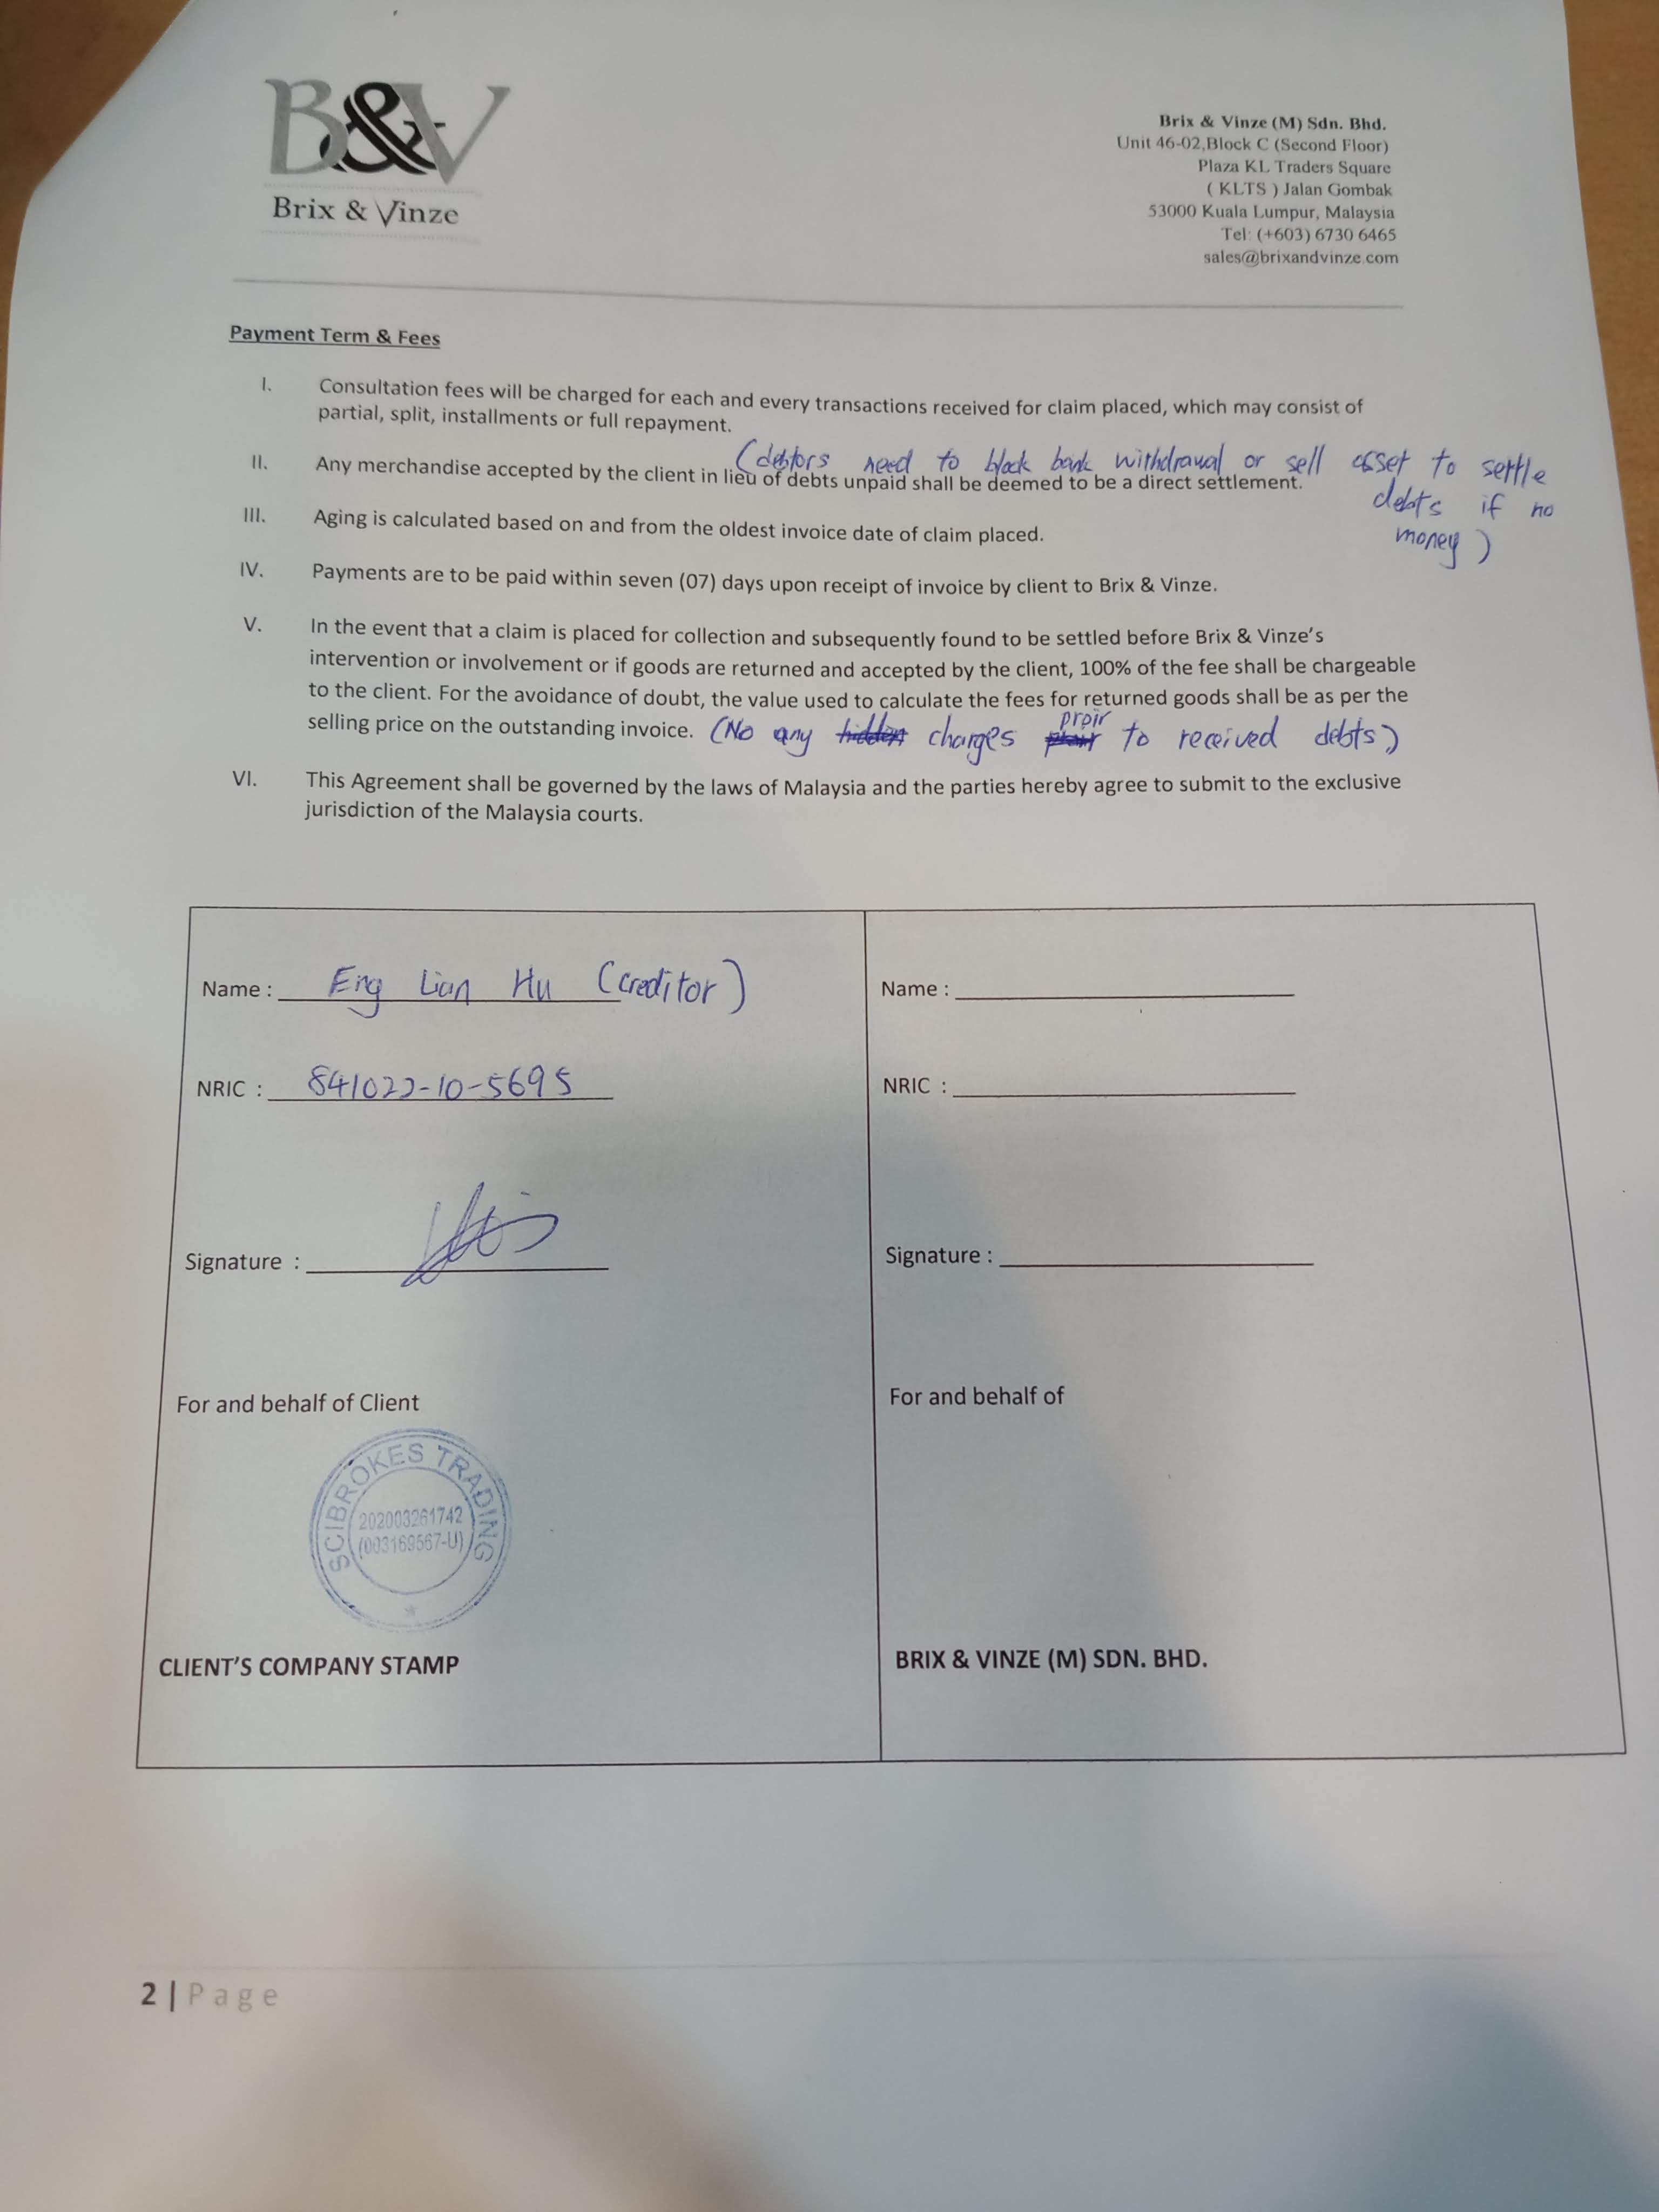 B&V
Brix & Vinze
Brix & Vinze (M) Sdn. Bhd.
Unit 46-02,Block C (Second Floor)
Plaza KL Traders Square
( KLTS ) Jalan Gombak
53000 Kuala Lumpur, Malaysia
Tel: (+603) 6730 6465
sales@brixandvinze.com
Payment Term & Fees
I. Consultation fees will be charged for each and every transactions received for claim placed, which may consist of
partial, split, installments or full repayment.
(debtors need to block bank withdrawal or sell asset to settle
debts if no
money)
II. Any merchandise accepted by the client in lieu of debts unpaid shall be deemed to be a direct settlement.
III. Aging is calculated based on and from the oldest invoice date of claim placed.
IV. Payments are to be paid within seven (07) days upon receipt of invoice by client to Brix & Vinze.
V. In the event that a claim is placed for collection and subsequently found to be settled before Brix & Vinze's
intervention or involvement or if goods are returned and accepted by the client, 100% of the fee shall be chargeable
to the client. For the avoidance of doubt, the value used to calculate the fees for returned goods shall be as per the
selling price on the outstanding invoice. (No any hidden charges proir to received debts)
VI. This Agreement shall be governed by the laws of Malaysia and the parties hereby agree to submit to the exclusive
jurisdiction of the Malaysia courts.
Name : Eng Lian Hu (creditor)
NRIC : 841022-10-5695
Signature :
For and behalf of Client
SCIBROKES TRADING
202003261742
(003169567-U)
CLIENT'S COMPANY STAMP
Name :
NRIC :
Signature :
For and behalf of
BRIX & VINZE (M) SDN. BHD.
2 | Page